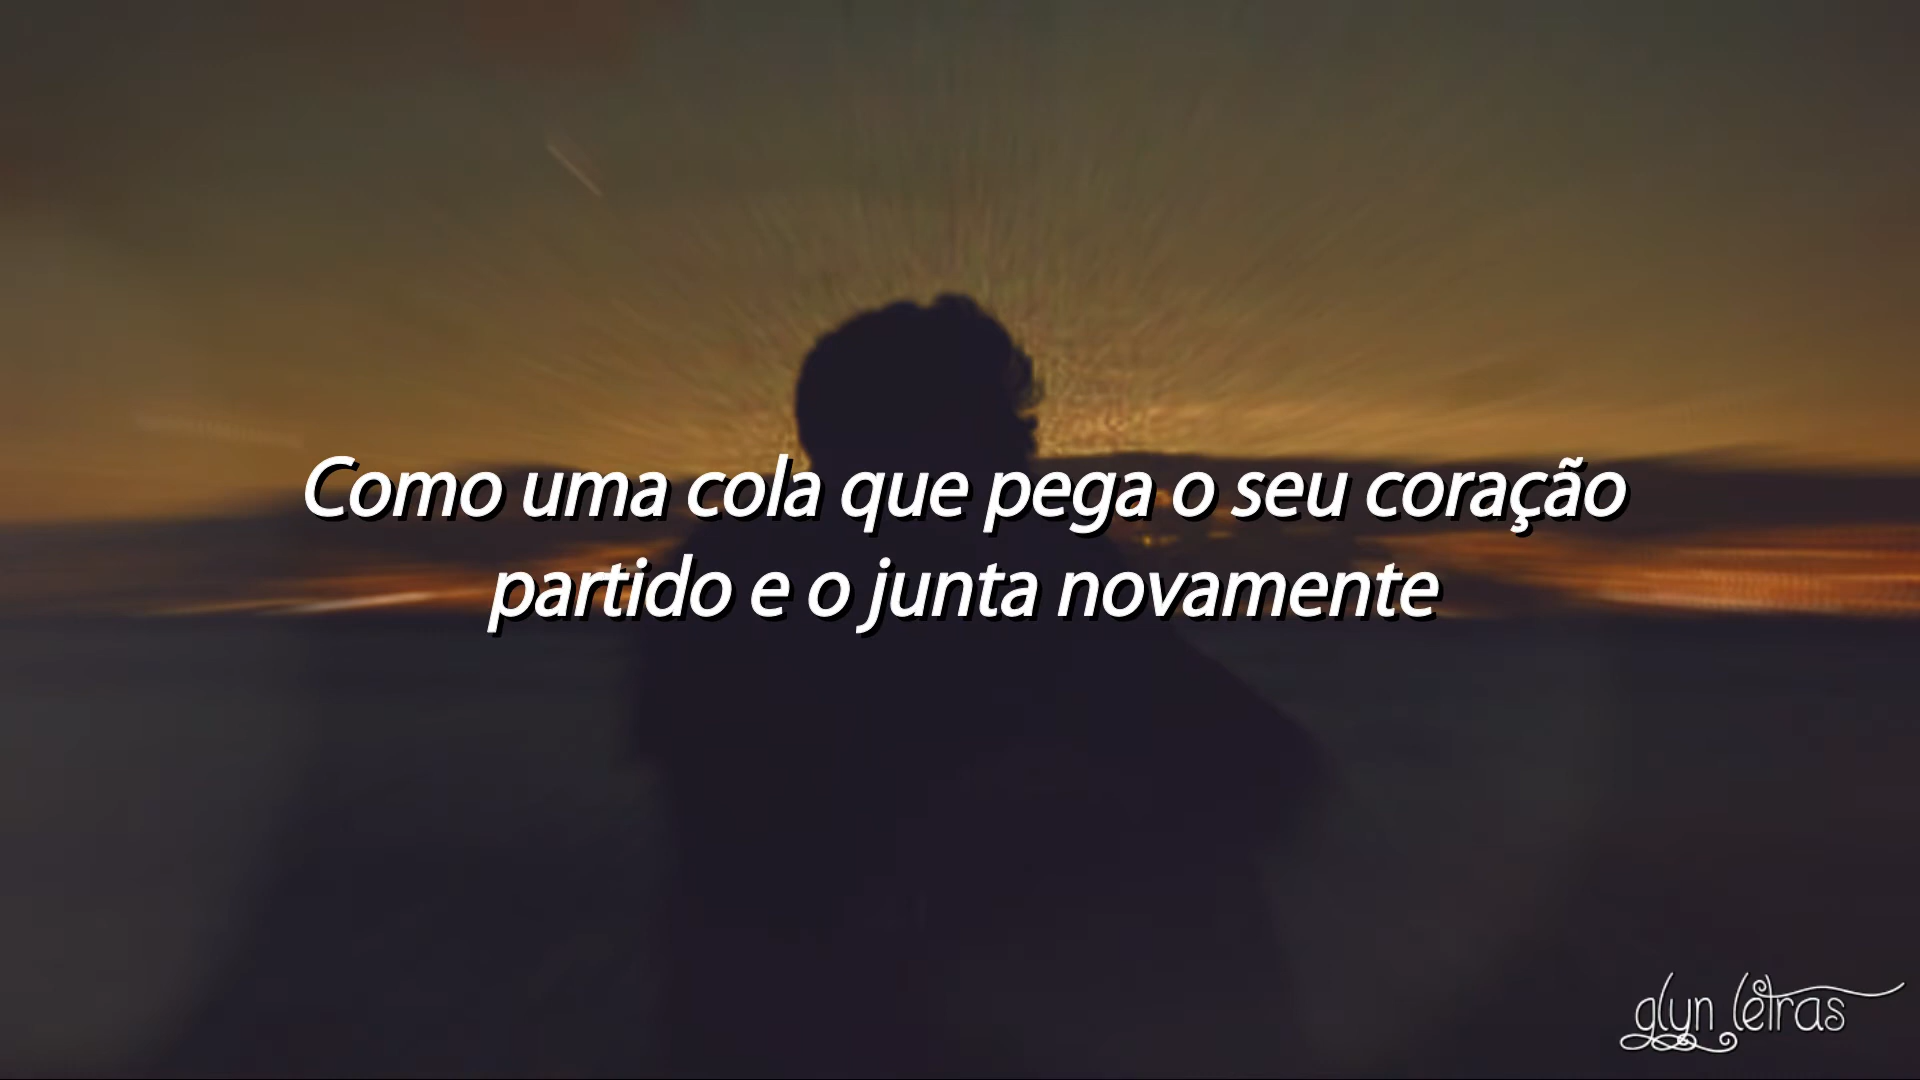 Como uma cola que pega o seu coração
partido e o junta novamente
glyn letras